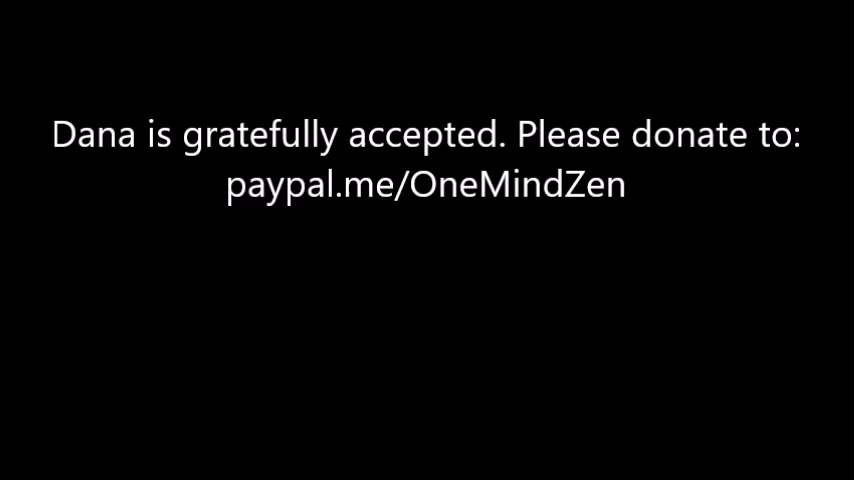 Dana is gratefully accepted. Please donate to:
paypal.me/OneMindZen